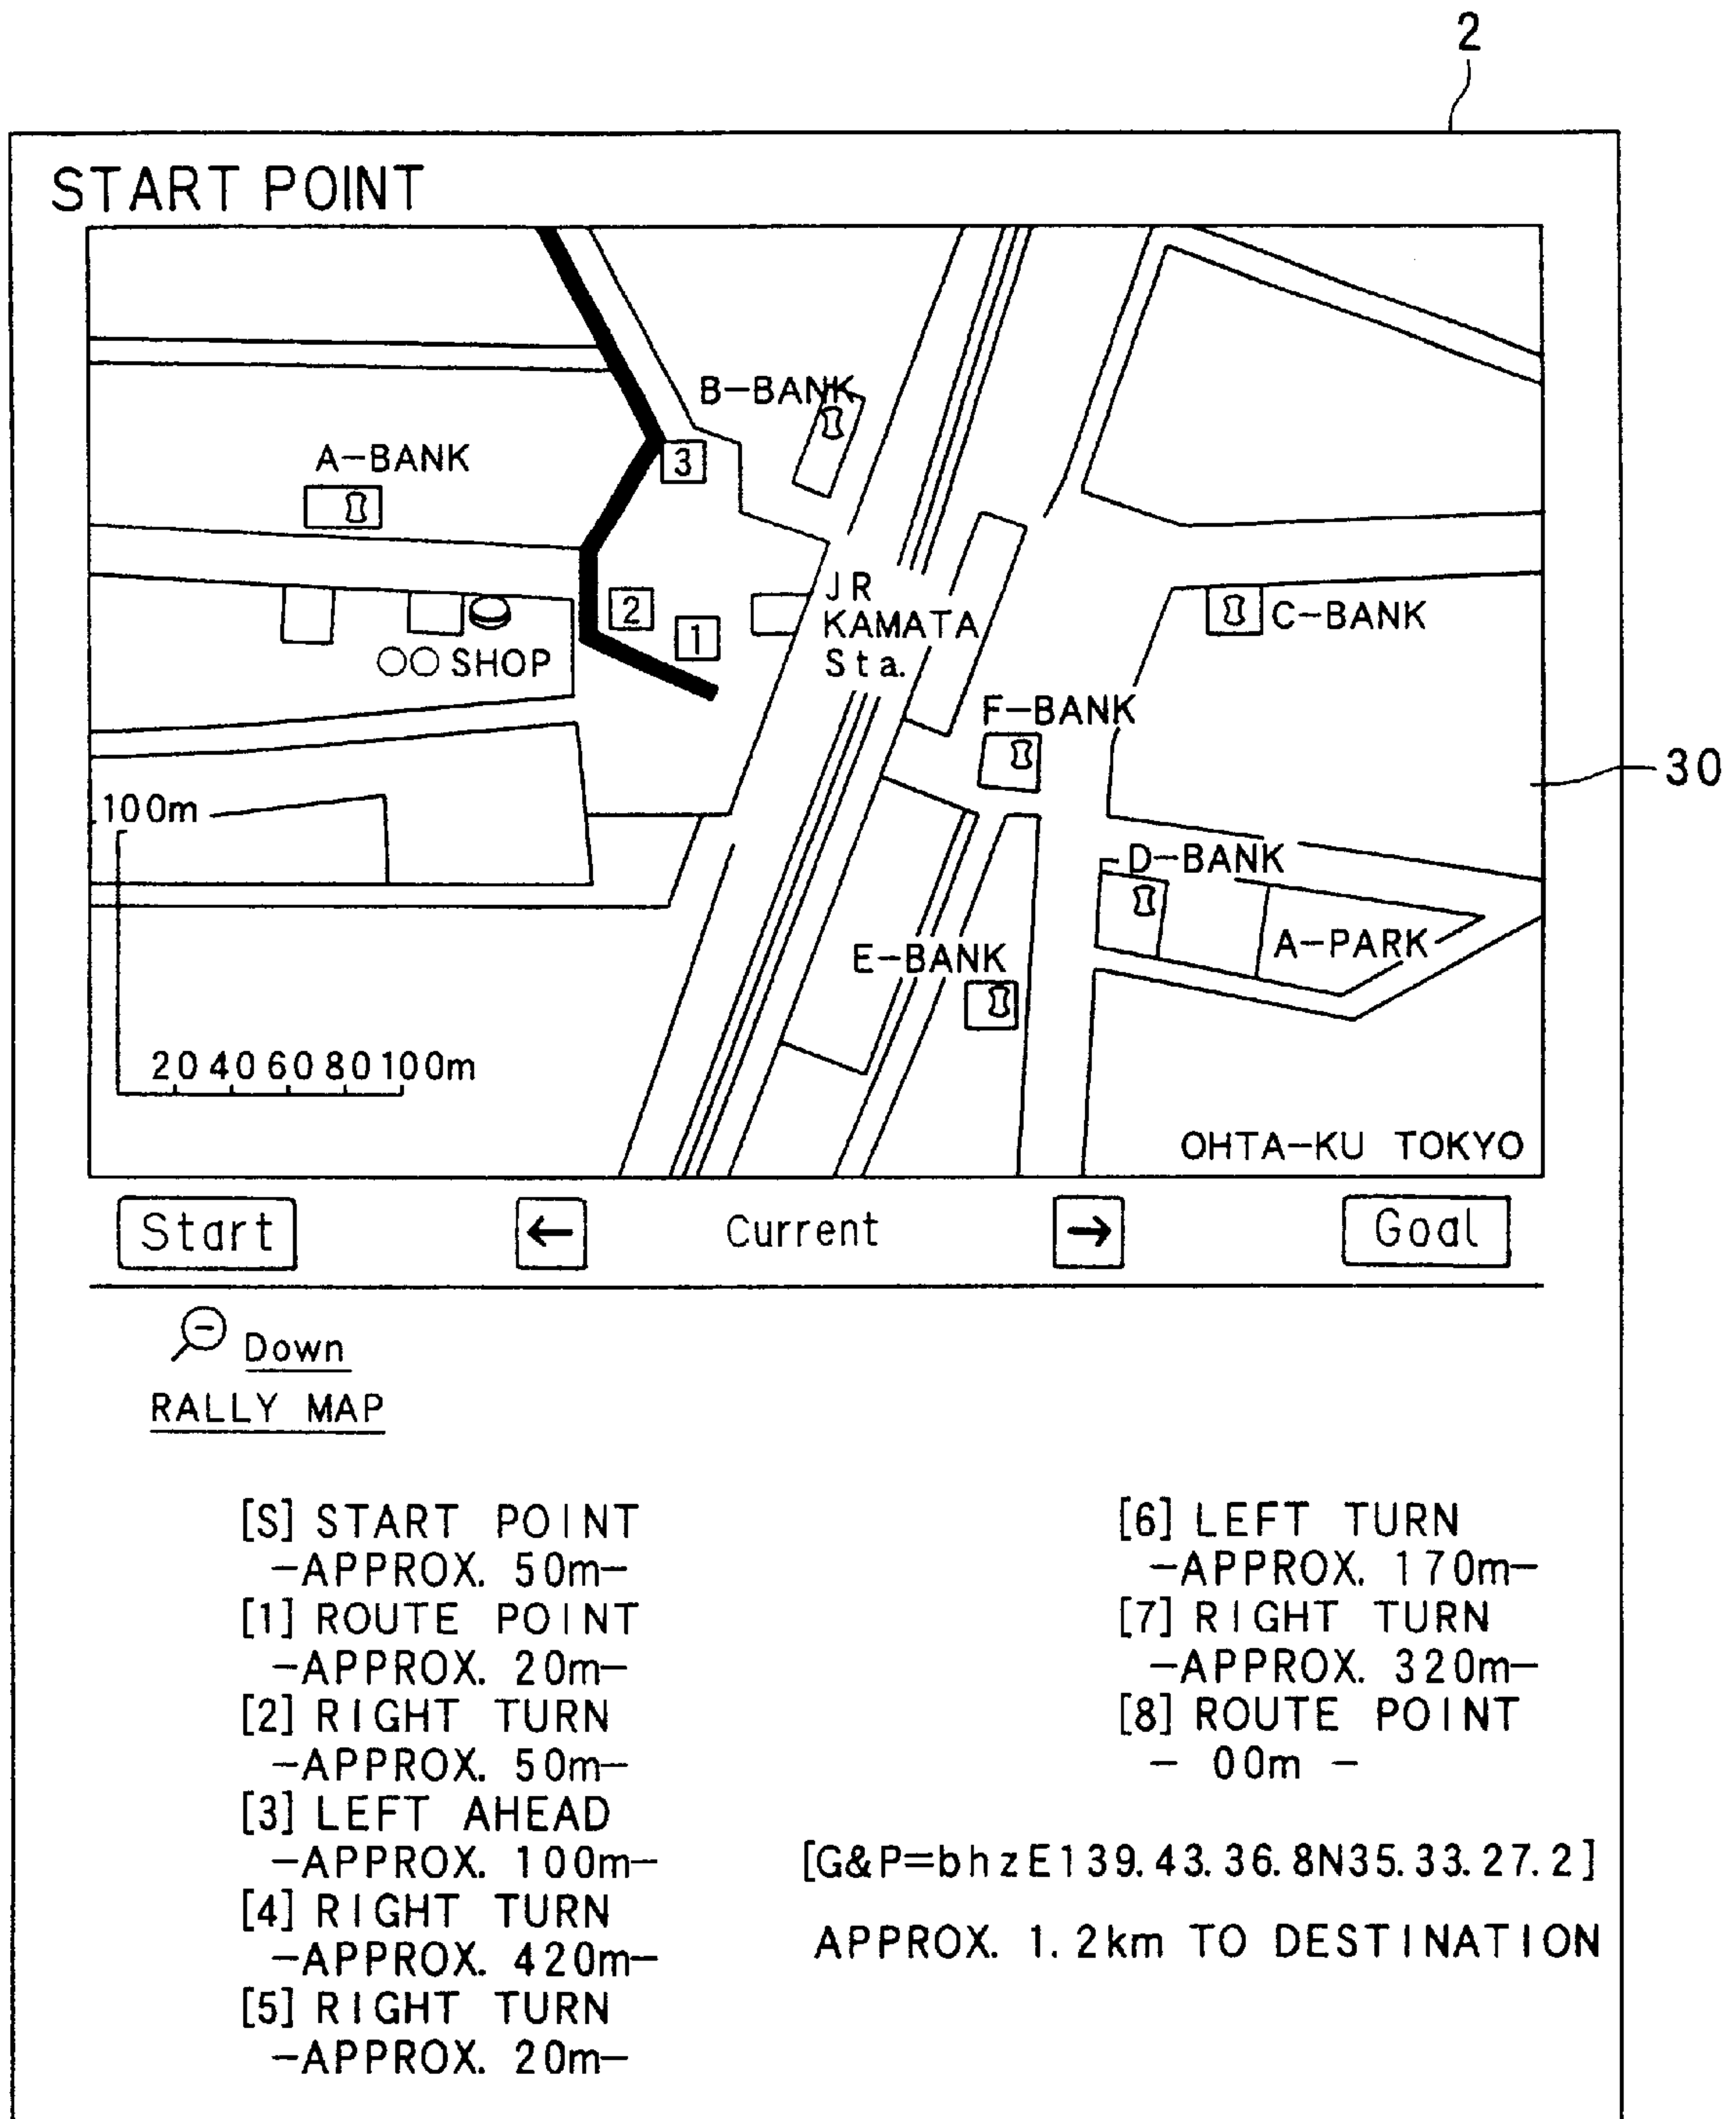 2
START POINT
B-BANK
A-BANK
3
JR
KAMATA
Sta.
2
1
C-BANK
○○ SHOP
F-BANK
30
100m
D-BANK
A-PARK
E-BANK
20 40 60 80 100m
OHTA-KU TOKYO
Start ← Current → Goal
Down
RALLY MAP
[S] START POINT
-APPROX. 50m-
[1] ROUTE POINT
-APPROX. 20m-
[2] RIGHT TURN
-APPROX. 50m-
[3] LEFT AHEAD
-APPROX. 100m-
[4] RIGHT TURN
-APPROX. 420m-
[5] RIGHT TURN
-APPROX. 20m-
[6] LEFT TURN
-APPROX. 170m-
[7] RIGHT TURN
-APPROX. 320m-
[8] ROUTE POINT
- 00m -
[G&P=bhzE139.43.36.8N35.33.27.2]
APPROX. 1.2km TO DESTINATION